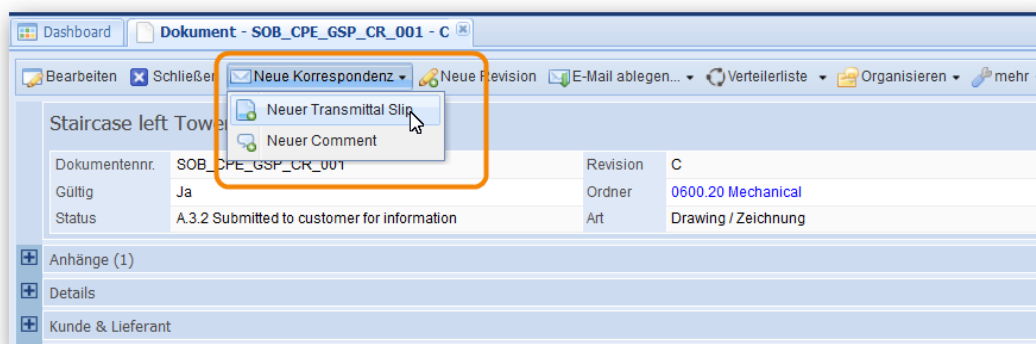 Dashboard Dokument - SOB_CPE_GSP_CR_001 - C
Bearbeiten Schließen Neue Korrespondenz Neue Revision E-Mail ablegen... Verteilerliste Organisieren mehr
Neuer Transmittal Slip
Staircase left Tower
Neuer Comment
Dokumentennr. SOB_CPE_GSP_CR_001 Revision C
Gültig Ja Ordner 0600.20 Mechanical
Status A.3.2 Submitted to customer for information Art Drawing / Zeichnung
Anhänge (1)
Details
Kunde & Lieferant